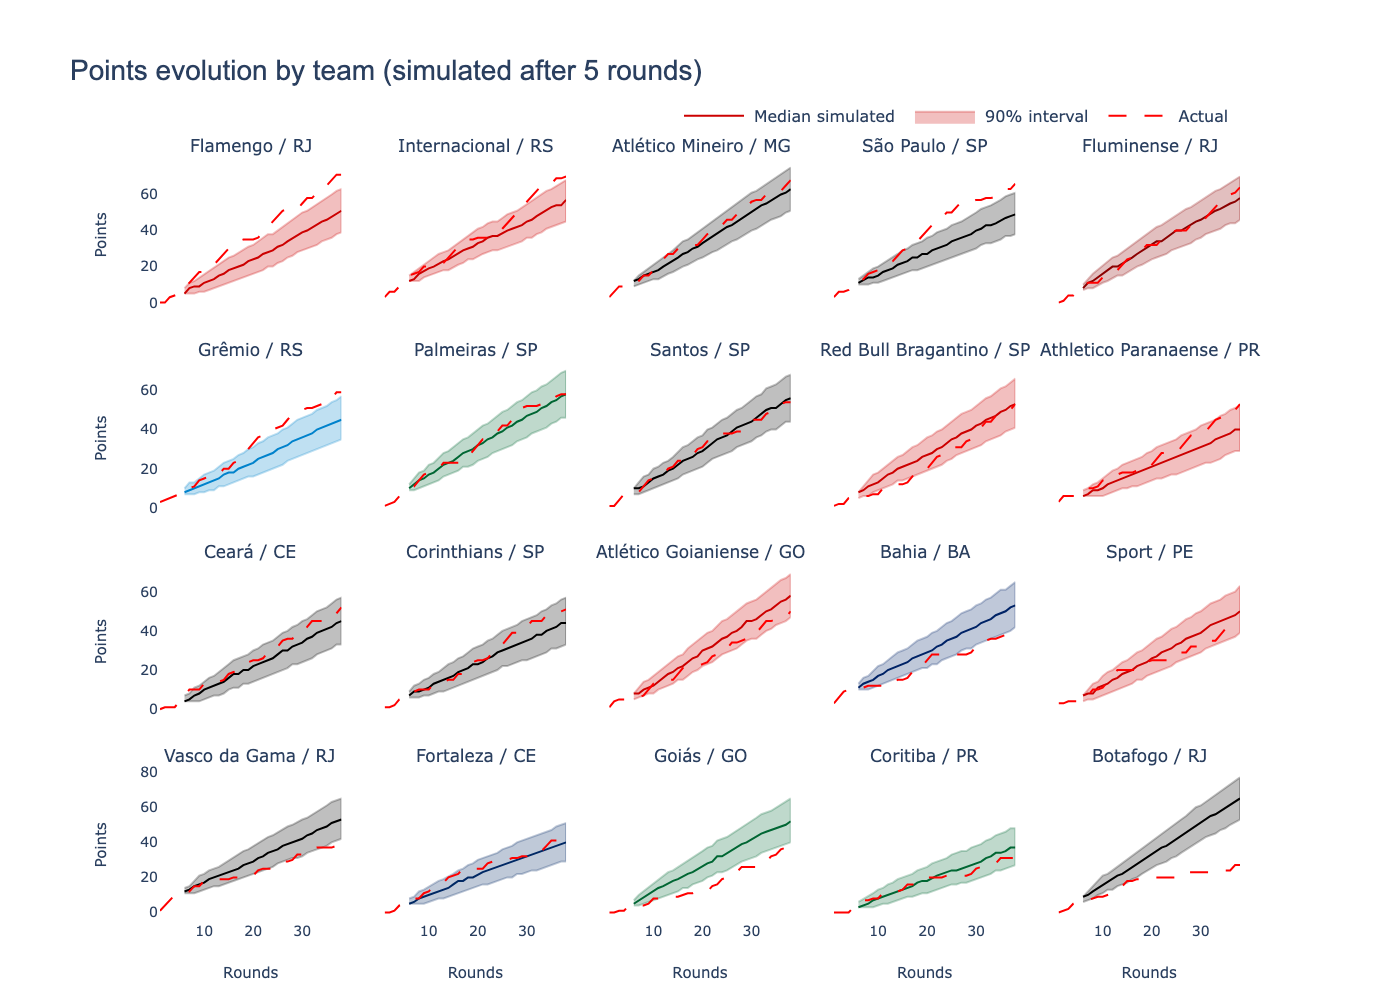 Points evolution by team (simulated after 5 rounds)
Median simulated 90% interval Actual
Flamengo / RJ Internacional / RS Atlético Mineiro / MG São Paulo / SP Fluminense / RJ
60
40
20
0
Points
Grêmio / RS Palmeiras / SP Santos / SP Red Bull Bragantino / SP Athletico Paranaense / PR
60
40
20
0
Points
Ceará / CE Corinthians / SP Atlético Goianiense / GO Bahia / BA Sport / PE
60
40
20
0
Points
Vasco da Gama / RJ Fortaleza / CE Goiás / GO Coritiba / PR Botafogo / RJ
80
60
40
20
0
Points
10 20 30 10 20 30 10 20 30 10 20 30 10 20 30
Rounds Rounds Rounds Rounds Rounds